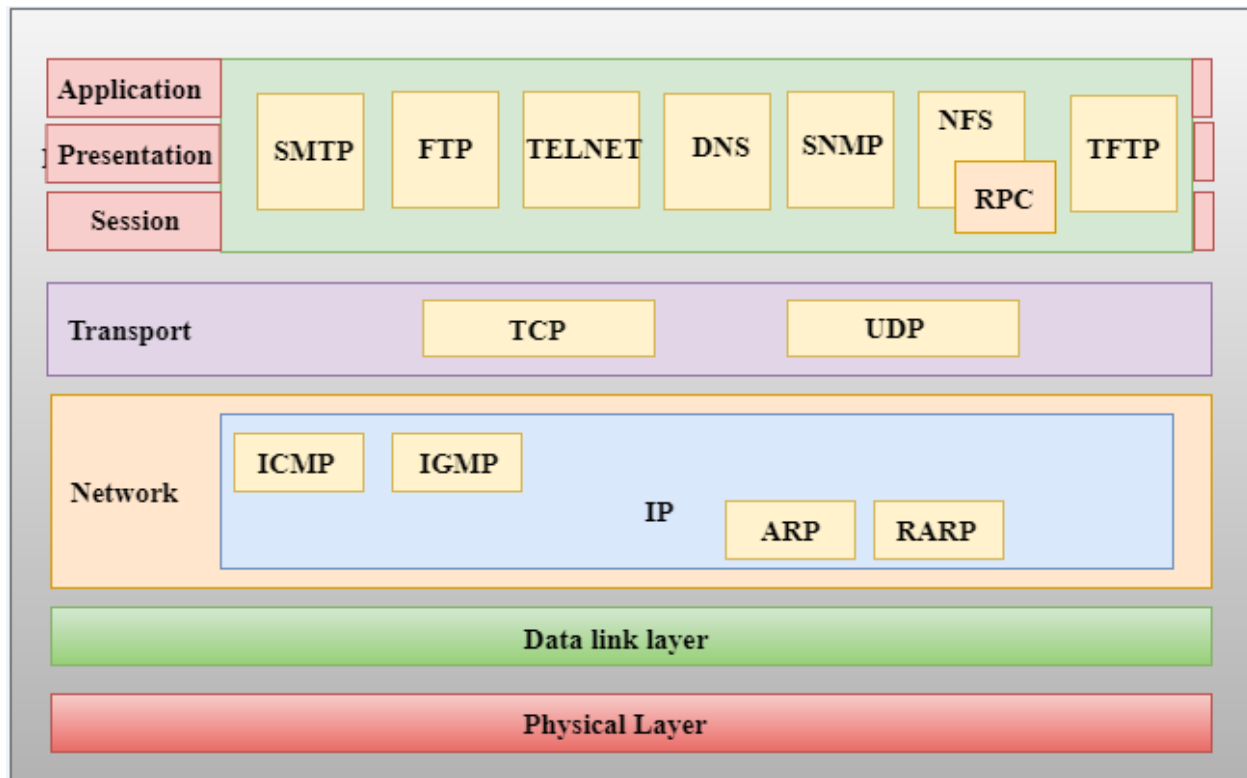 Application
Presentation
Session
SMTP
FTP
TELNET
DNS
SNMP
NFS
RPC
TFTP
Transport
TCP
UDP
Network
ICMP
IGMP
IP
ARP
RARP
Data link layer
Physical Layer